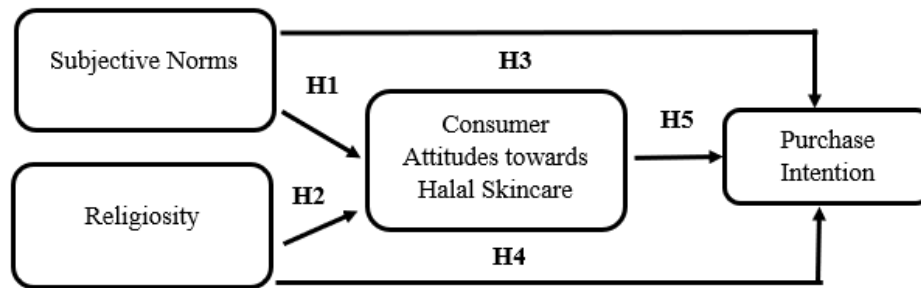 Subjective Norms
H3
H1
Consumer
Attitudes towards
Halal Skincare
H5
Purchase
Intention
H2
Religiosity
H4